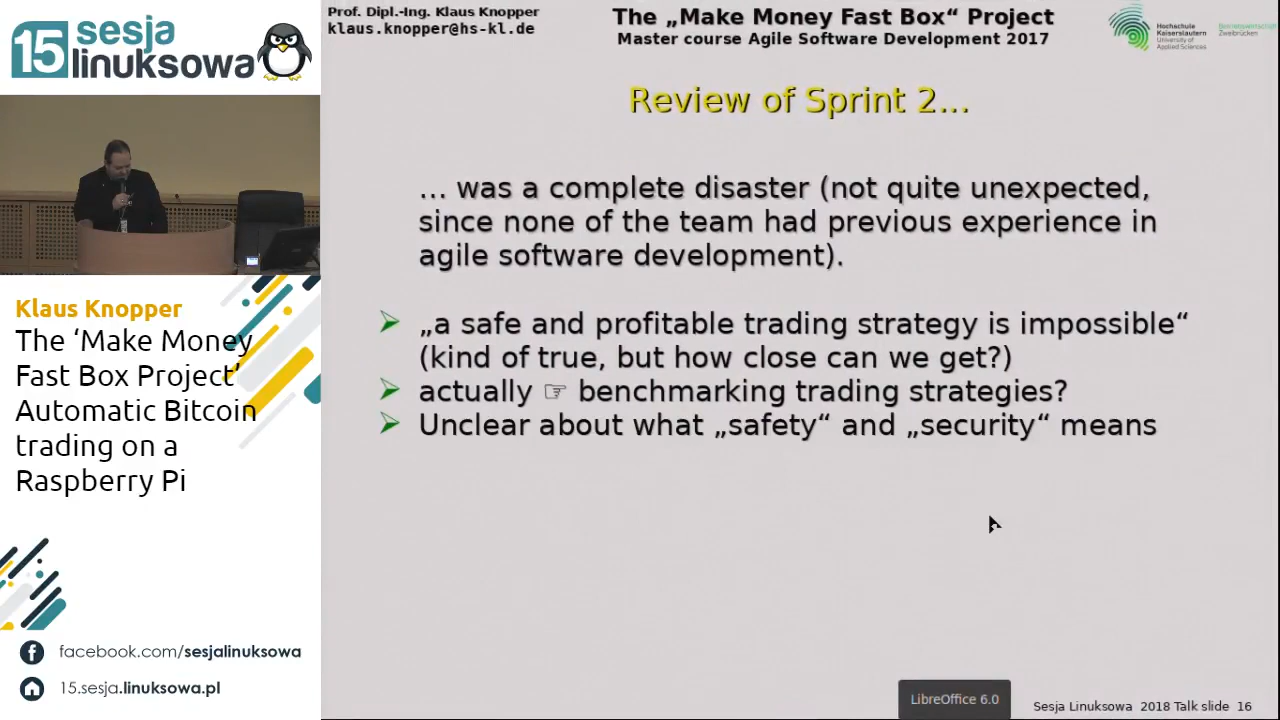 15 sesja
linuksowa
Klaus Knopper
The ‘Make Money
Fast Box Project’
Automatic Bitcoin
trading on a
Raspberry Pi
facebook.com/sesjalinuksowa
15.sesja.linuksowa.pl
Prof. Dipl.-Ing. Klaus Knopper
klaus.knopper@hs-kl.de
The „Make Money Fast Box“ Project
Master course Agile Software Development 2017
Hochschule
Kaiserslautern
University of
Applied Sciences
Betriebswirtschaft
Zweibrücken
Review of Sprint 2...
... was a complete disaster (not quite unexpected,
since none of the team had previous experience in
agile software development).
➢ „a safe and profitable trading strategy is impossible“
(kind of true, but how close can we get?)
➢ actually ☞ benchmarking trading strategies?
➢ Unclear about what „safety“ and „security“ means
LibreOffice 6.0
Sesja Linuksowa 2018 Talk slide 16